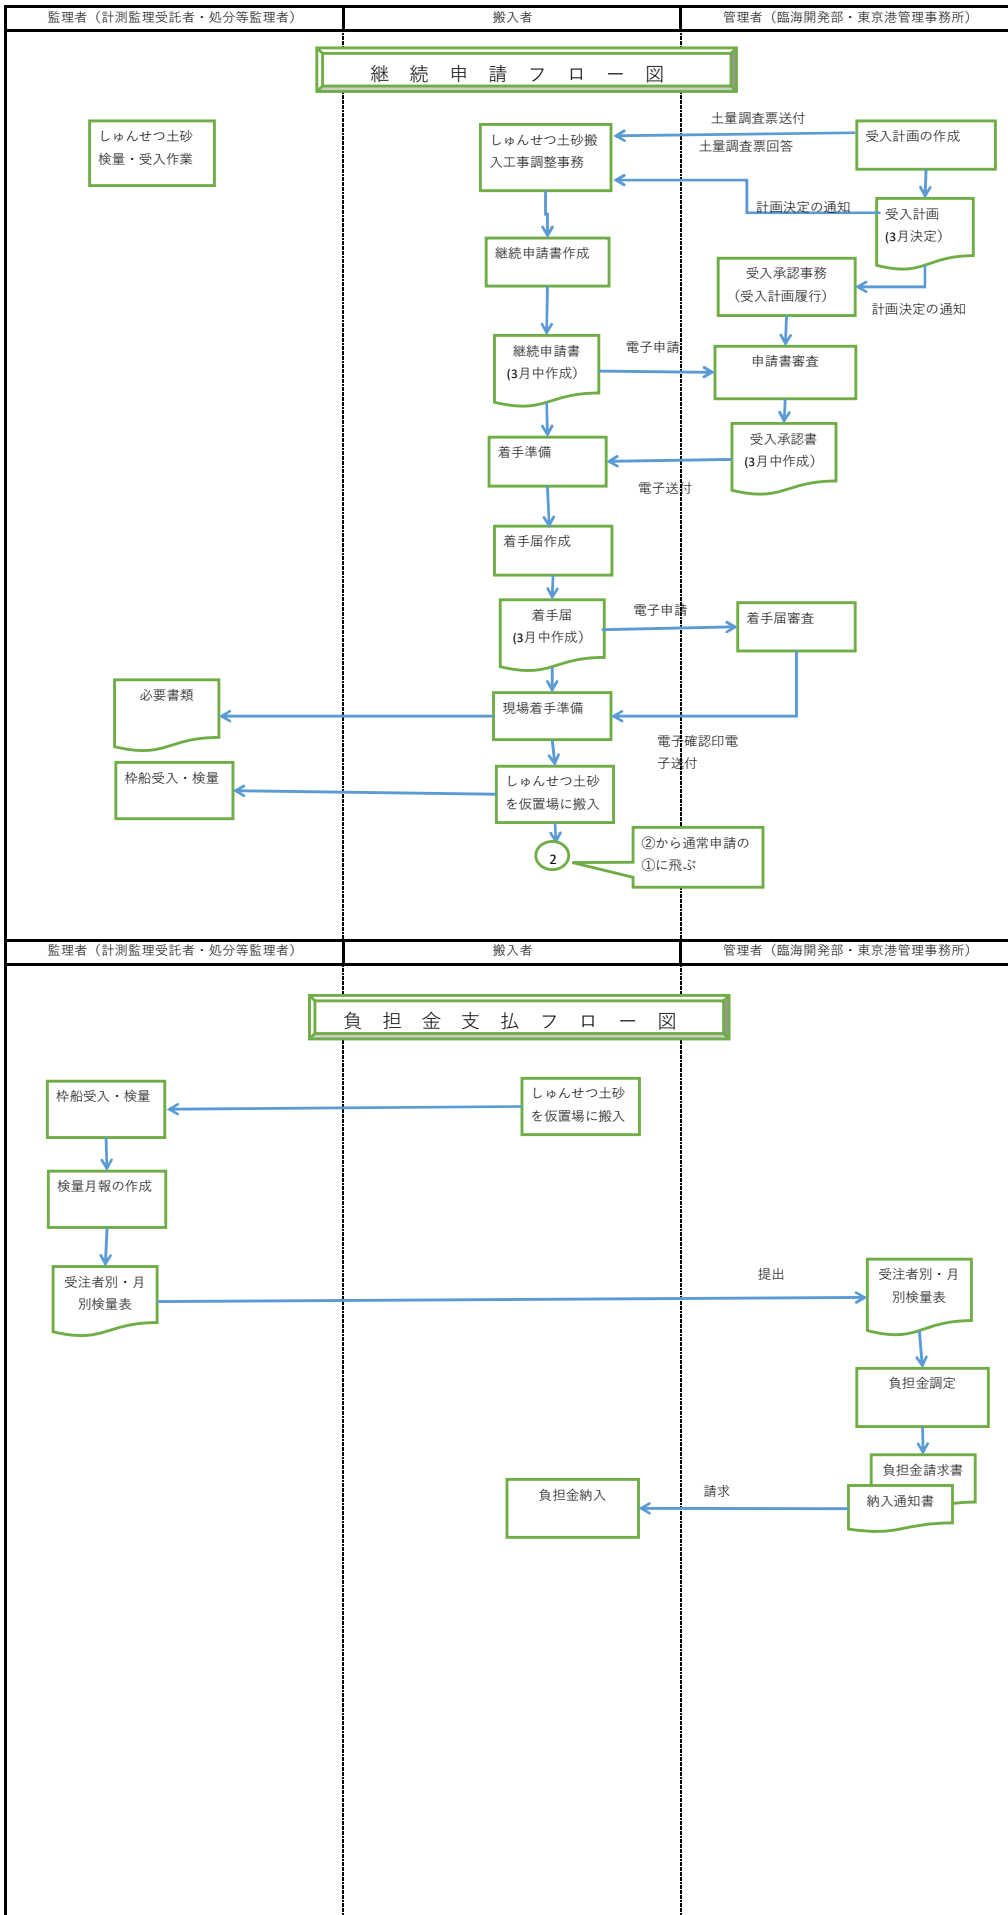 監理者（計測監理受託者・処分等監理者）
搬入者
管理者（臨海開発部・東京港管理事務所）
継続申請フロー図
しゅんせつ土砂
検量・受入作業
しゅんせつ土砂搬
入工事調整事務
土量調査票送付
土量調査票回答
受入計画の作成
計画決定の通知
受入計画
(3月決定）
継続申請書作成
受入承認事務
（受入計画履行）
計画決定の通知
継続申請書
(3月中作成）
電子申請
申請書審査
着手準備
受入承認書
(3月中作成）
電子送付
着手届作成
着手届
(3月中作成）
電子申請
着手届審査
必要書類
現場着手準備
電子確認印電
子送付
枠船受入・検量
しゅんせつ土砂
を仮置場に搬入
2
②から通常申請の
①に飛ぶ
監理者（計測監理受託者・処分等監理者）
搬入者
管理者（臨海開発部・東京港管理事務所）
負担金支払フロー図
枠船受入・検量
しゅんせつ土砂
を仮置場に搬入
検量月報の作成
受注者別・月
別検量表
提出
受注者別・月
別検量表
負担金調定
負担金請求書
納入通知書
請求
負担金納入